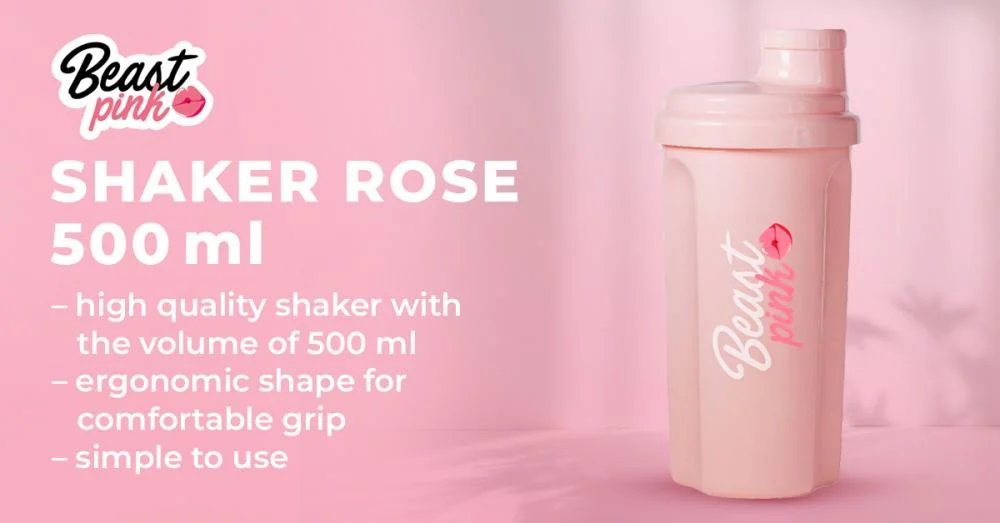 Beast
pink
SHAKER ROSE
500 ml
– high quality shaker with
the volume of 500 ml
– ergonomic shape for
comfortable grip
– simple to use
Beast
pink